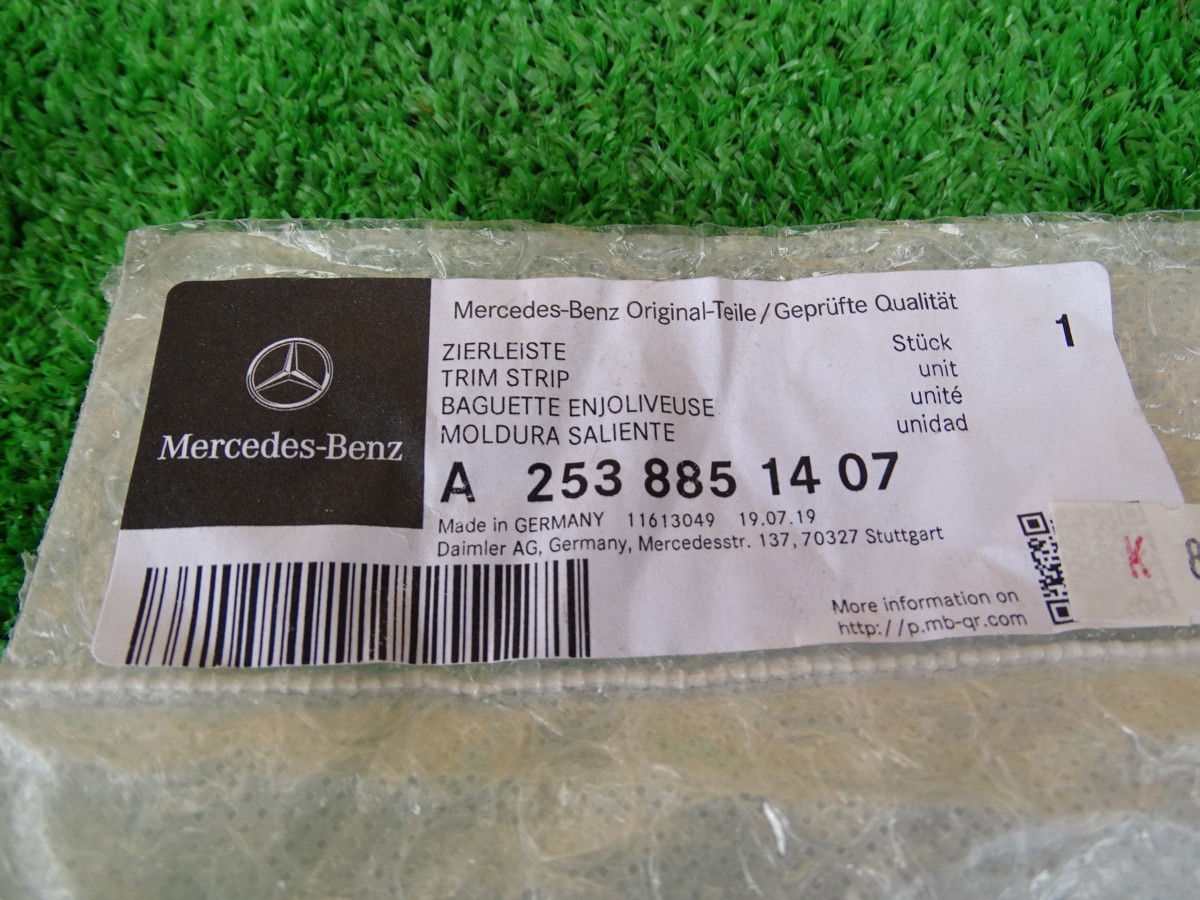 Mercedes-Benz
Mercedes-Benz Original-Teile/Geprüfte Qualität
ZIERLEISTE
TRIM STRIP
BAGUETTE ENJOLIVEUSE
MOLDURA SALIENTE
Stück
unit
unité
unidad
1
A 253 885 14 07
Made in GERMANY 11613049 19.07.19
Daimler AG, Germany, Mercedesstr. 137, 70327 Stuttgart
More information on
http://p.mb-qr.com
K